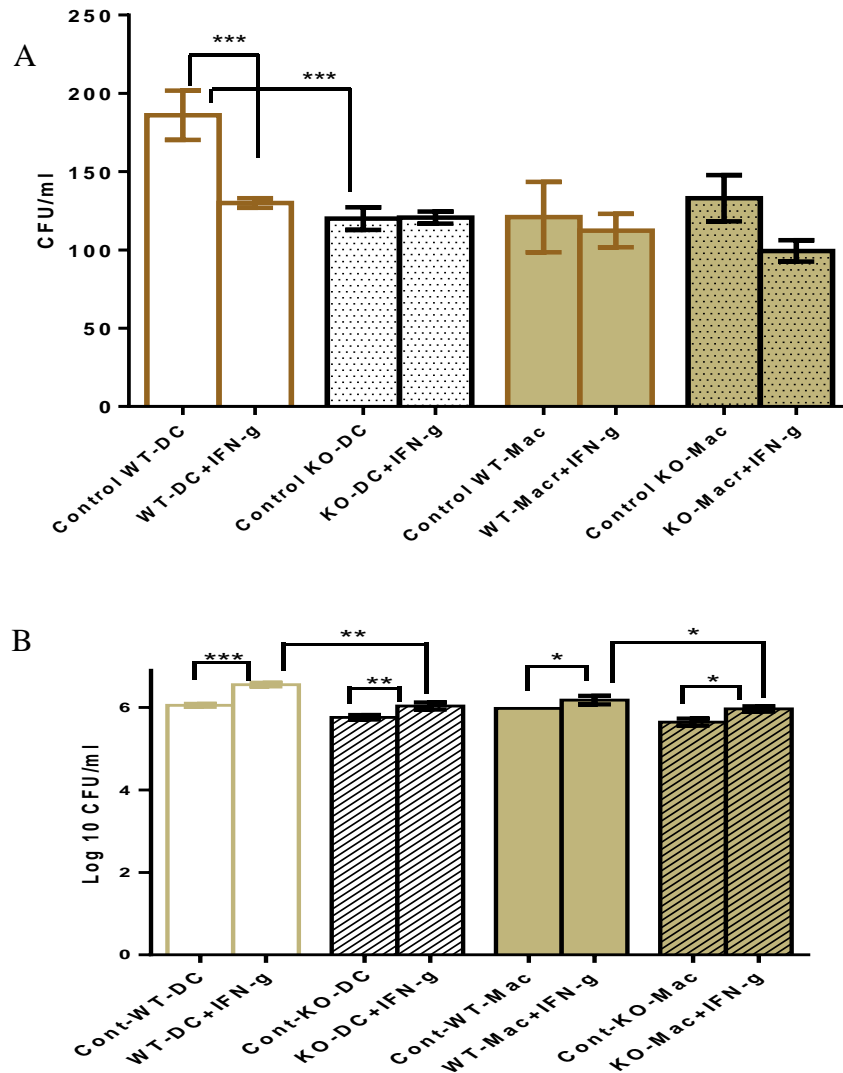 A
***
***
CFU/ml
250
200
150
100
50
0
Control WT-DC
WT-DC+IFN-g
Control KO-DC
KO-DC+IFN-g
Control WT-Mac
WT-Macr+IFN-g
Control KO-Mac
KO-Macr+IFN-g
B
***
**
**
*
*
*
Log 10 CFU/ml
6
4
2
0
Cont-WT-DC
WT-DC+IFN-g
Cont-KO-DC
KO-DC+IFN-g
Cont-WT-Mac
WT-Mac+IFN-g
Cont-KO-Mac
KO-Mac+IFN-g